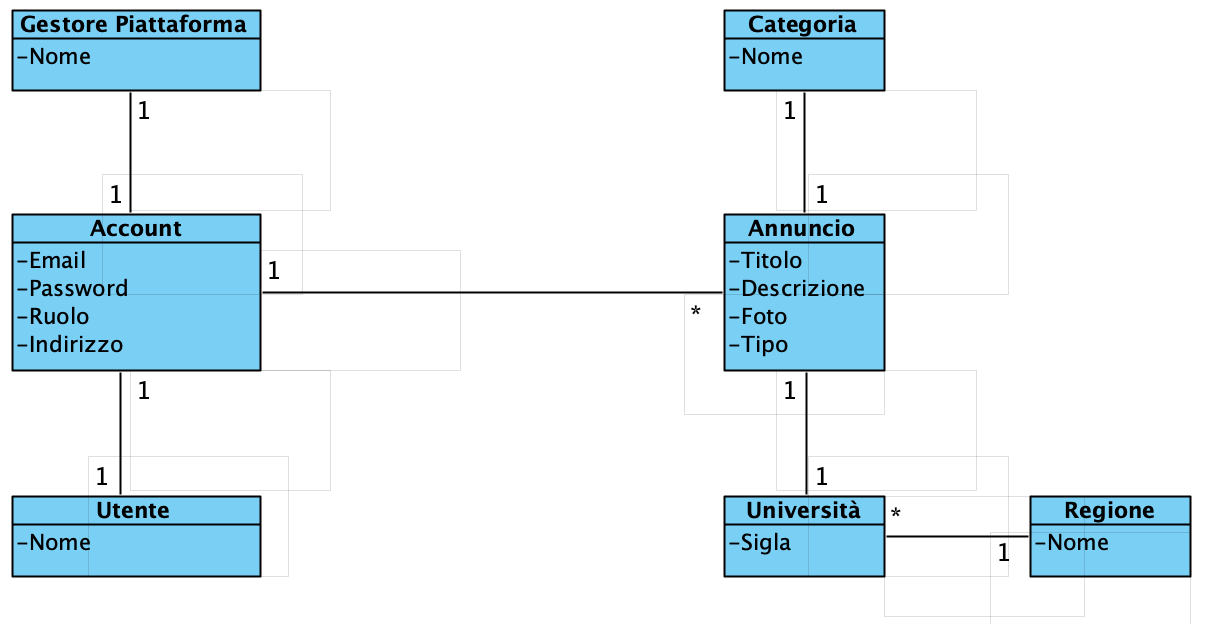 Gestore Piattaforma
-Nome
1
1
Account
-Email
-Password
-Ruolo
-Indirizzo
1
*
1
1
Utente
-Nome
Categoria
-Nome
1
1
Annuncio
-Titolo
-Descrizione
-Foto
-Tipo
1
1
Università
-Sigla
*
1
Regione
-Nome